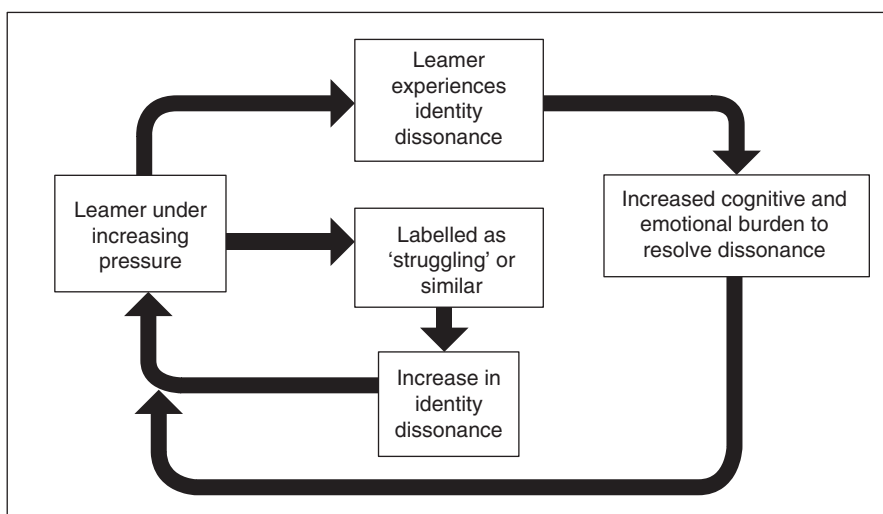 Leamer
experiences
identity
dissonance
Leamer under
increasing
pressure
Labelled as
‘struggling’ or
similar
Increased cognitive and
emotional burden to
resolve dissonance
Increase in
identity
dissonance